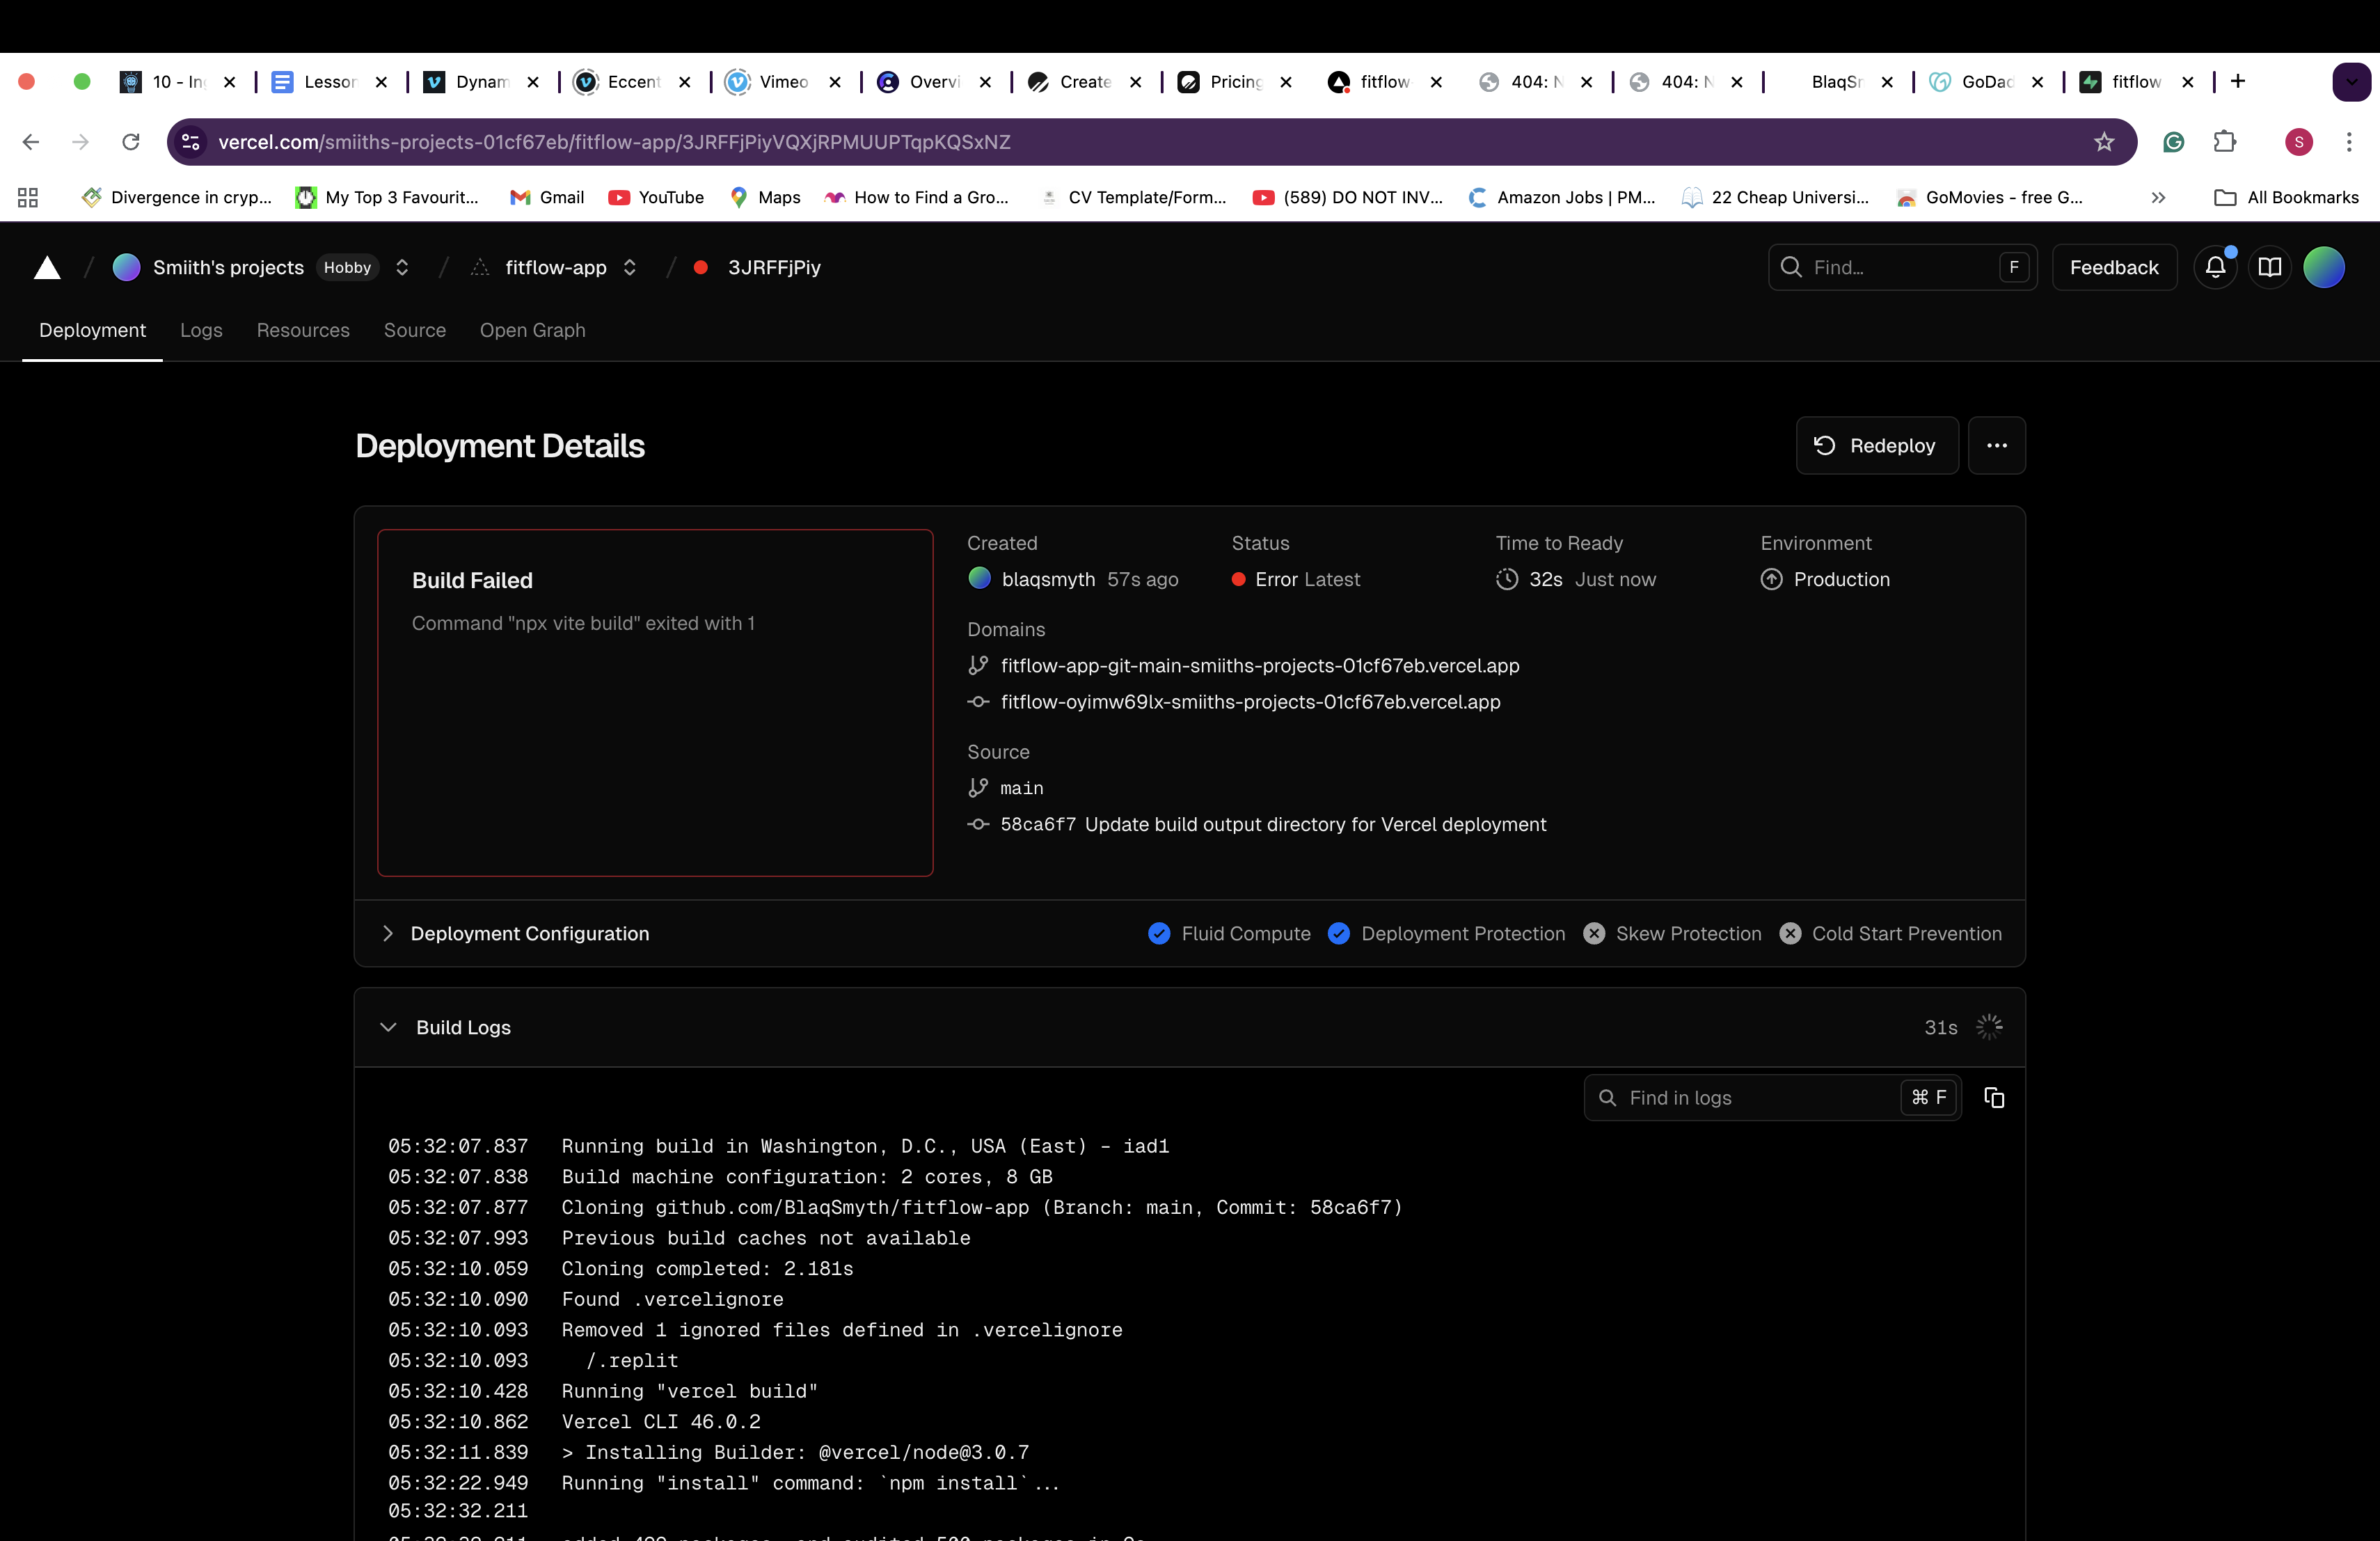 10 - In
Lesson
Dynam
Eccent
Vimeo
Overvi
Create
Pricing
fitflow
404: N
404: N
BlaqSm
GoDad
fitflow
vercel.com/smiiths-projects-01cf67eb/fitflow-app/3JRFFjPiyVQXjRPMUUPTqpKQSxNZ
S
Divergence in cryp...
My Top 3 Favourit...
Gmail
YouTube
Maps
How to Find a Gro...
CV Template/Form...
(589) DO NOT INV...
Amazon Jobs | PM...
22 Cheap Universi...
GoMovies - free G...
All Bookmarks
Smiith's projects
Hobby
fitflow-app
3JRFFjPiy
Find...
F
Feedback
Deployment
Logs
Resources
Source
Open Graph
Deployment Details
Redeploy
Build Failed
Command "npx vite build" exited with 1
Created
blaqsmyth 57s ago
Status
Error Latest
Time to Ready
32s Just now
Environment
Production
Domains
fitflow-app-git-main-smiiths-projects-01cf67eb.vercel.app
fitflow-oyimw69lx-smiiths-projects-01cf67eb.vercel.app
Source
main
58ca6f7 Update build output directory for Vercel deployment
Deployment Configuration
Fluid Compute
Deployment Protection
Skew Protection
Cold Start Prevention
Build Logs
31s
Find in logs
⌘ F
05:32:07.837 Running build in Washington, D.C., USA (East) – iad1
05:32:07.838 Build machine configuration: 2 cores, 8 GB
05:32:07.877 Cloning github.com/BlaqSmyth/fitflow-app (Branch: main, Commit: 58ca6f7)
05:32:07.993 Previous build caches not available
05:32:10.059 Cloning completed: 2.181s
05:32:10.090 Found .vercelignore
05:32:10.093 Removed 1 ignored files defined in .vercelignore
05:32:10.093 /.replit
05:32:10.428 Running "vercel build"
05:32:10.862 Vercel CLI 46.0.2
05:32:11.839 > Installing Builder: @vercel/node@3.0.7
05:32:22.949 Running "install" command: `npm install`...
05:32:32.211